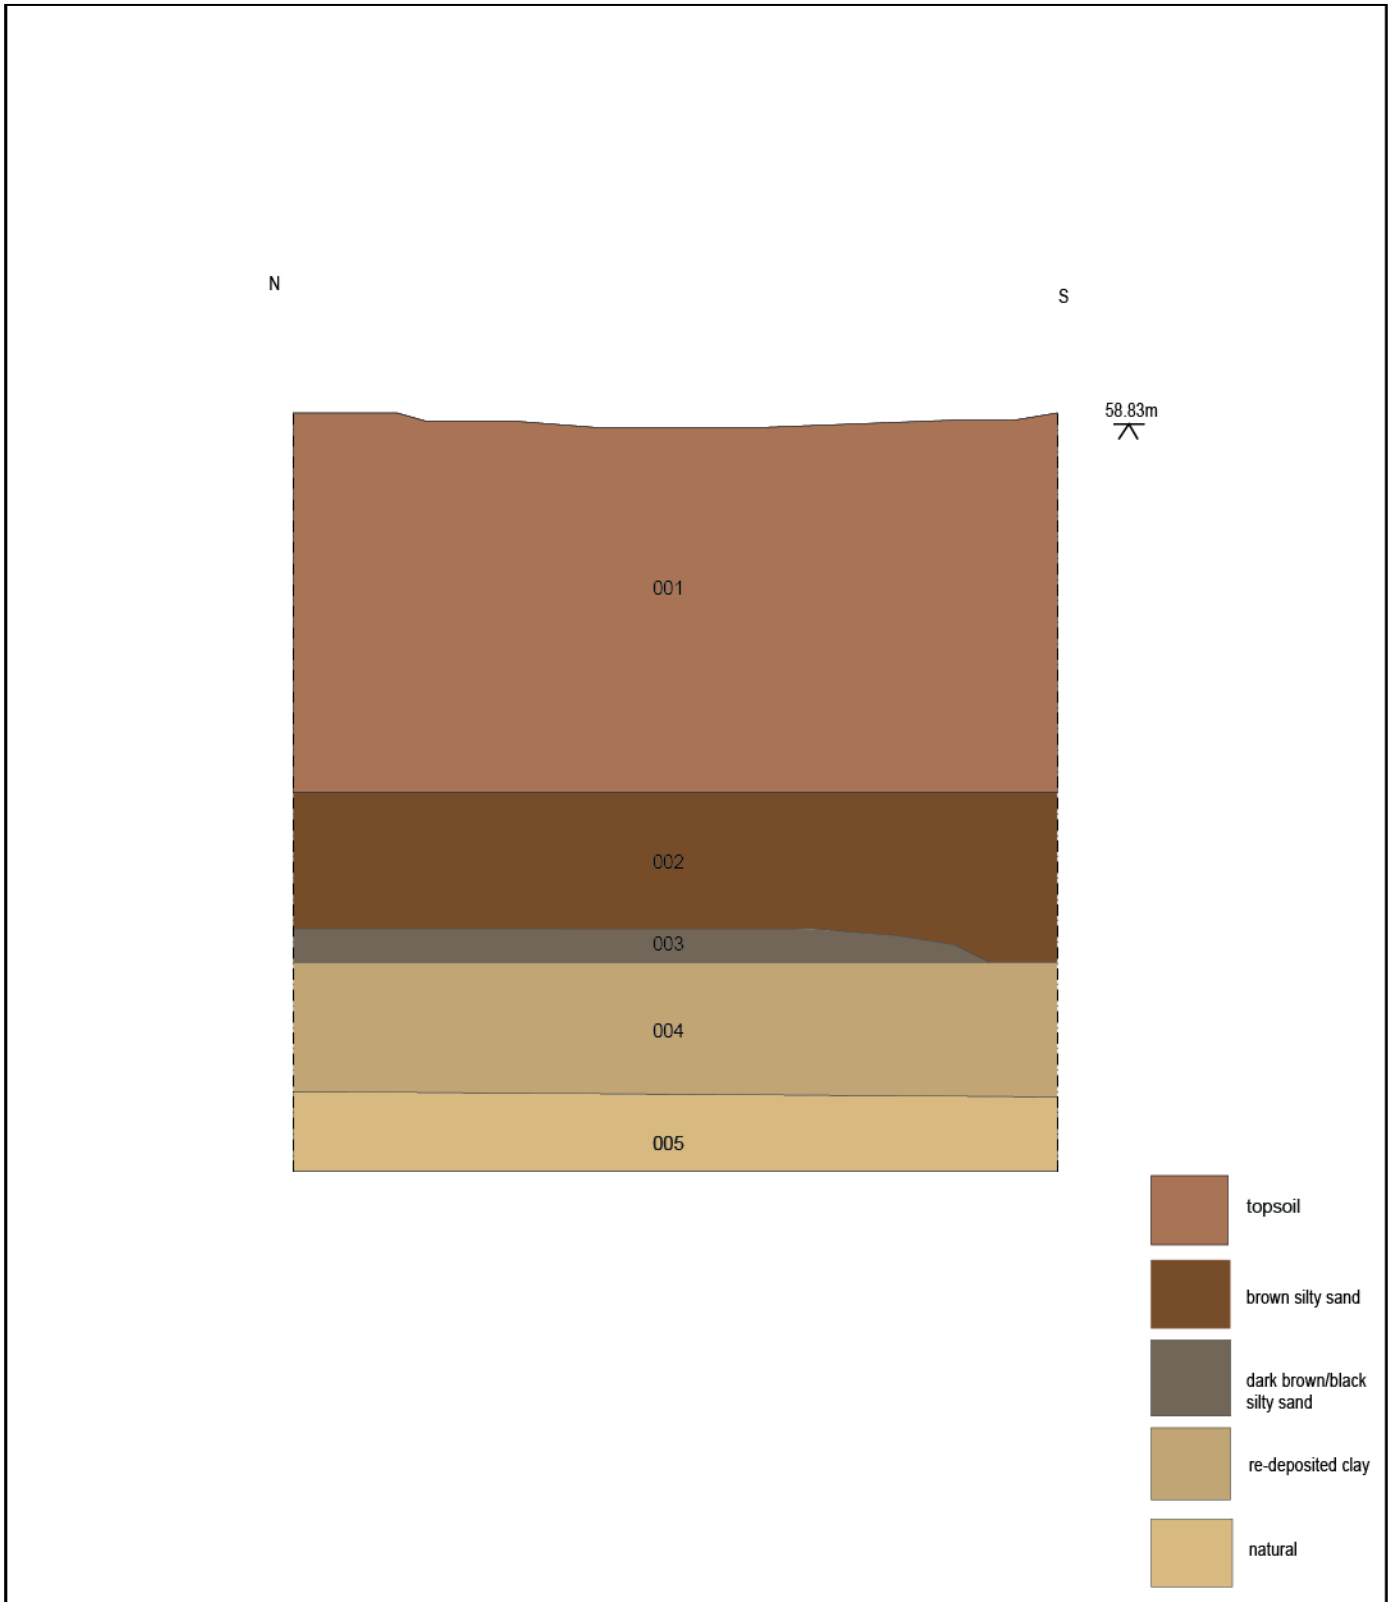 N
S
58.83m
001
002
003
004
005
topsoil
brown silty sand
dark brown/black
silty sand
re-deposited clay
natural